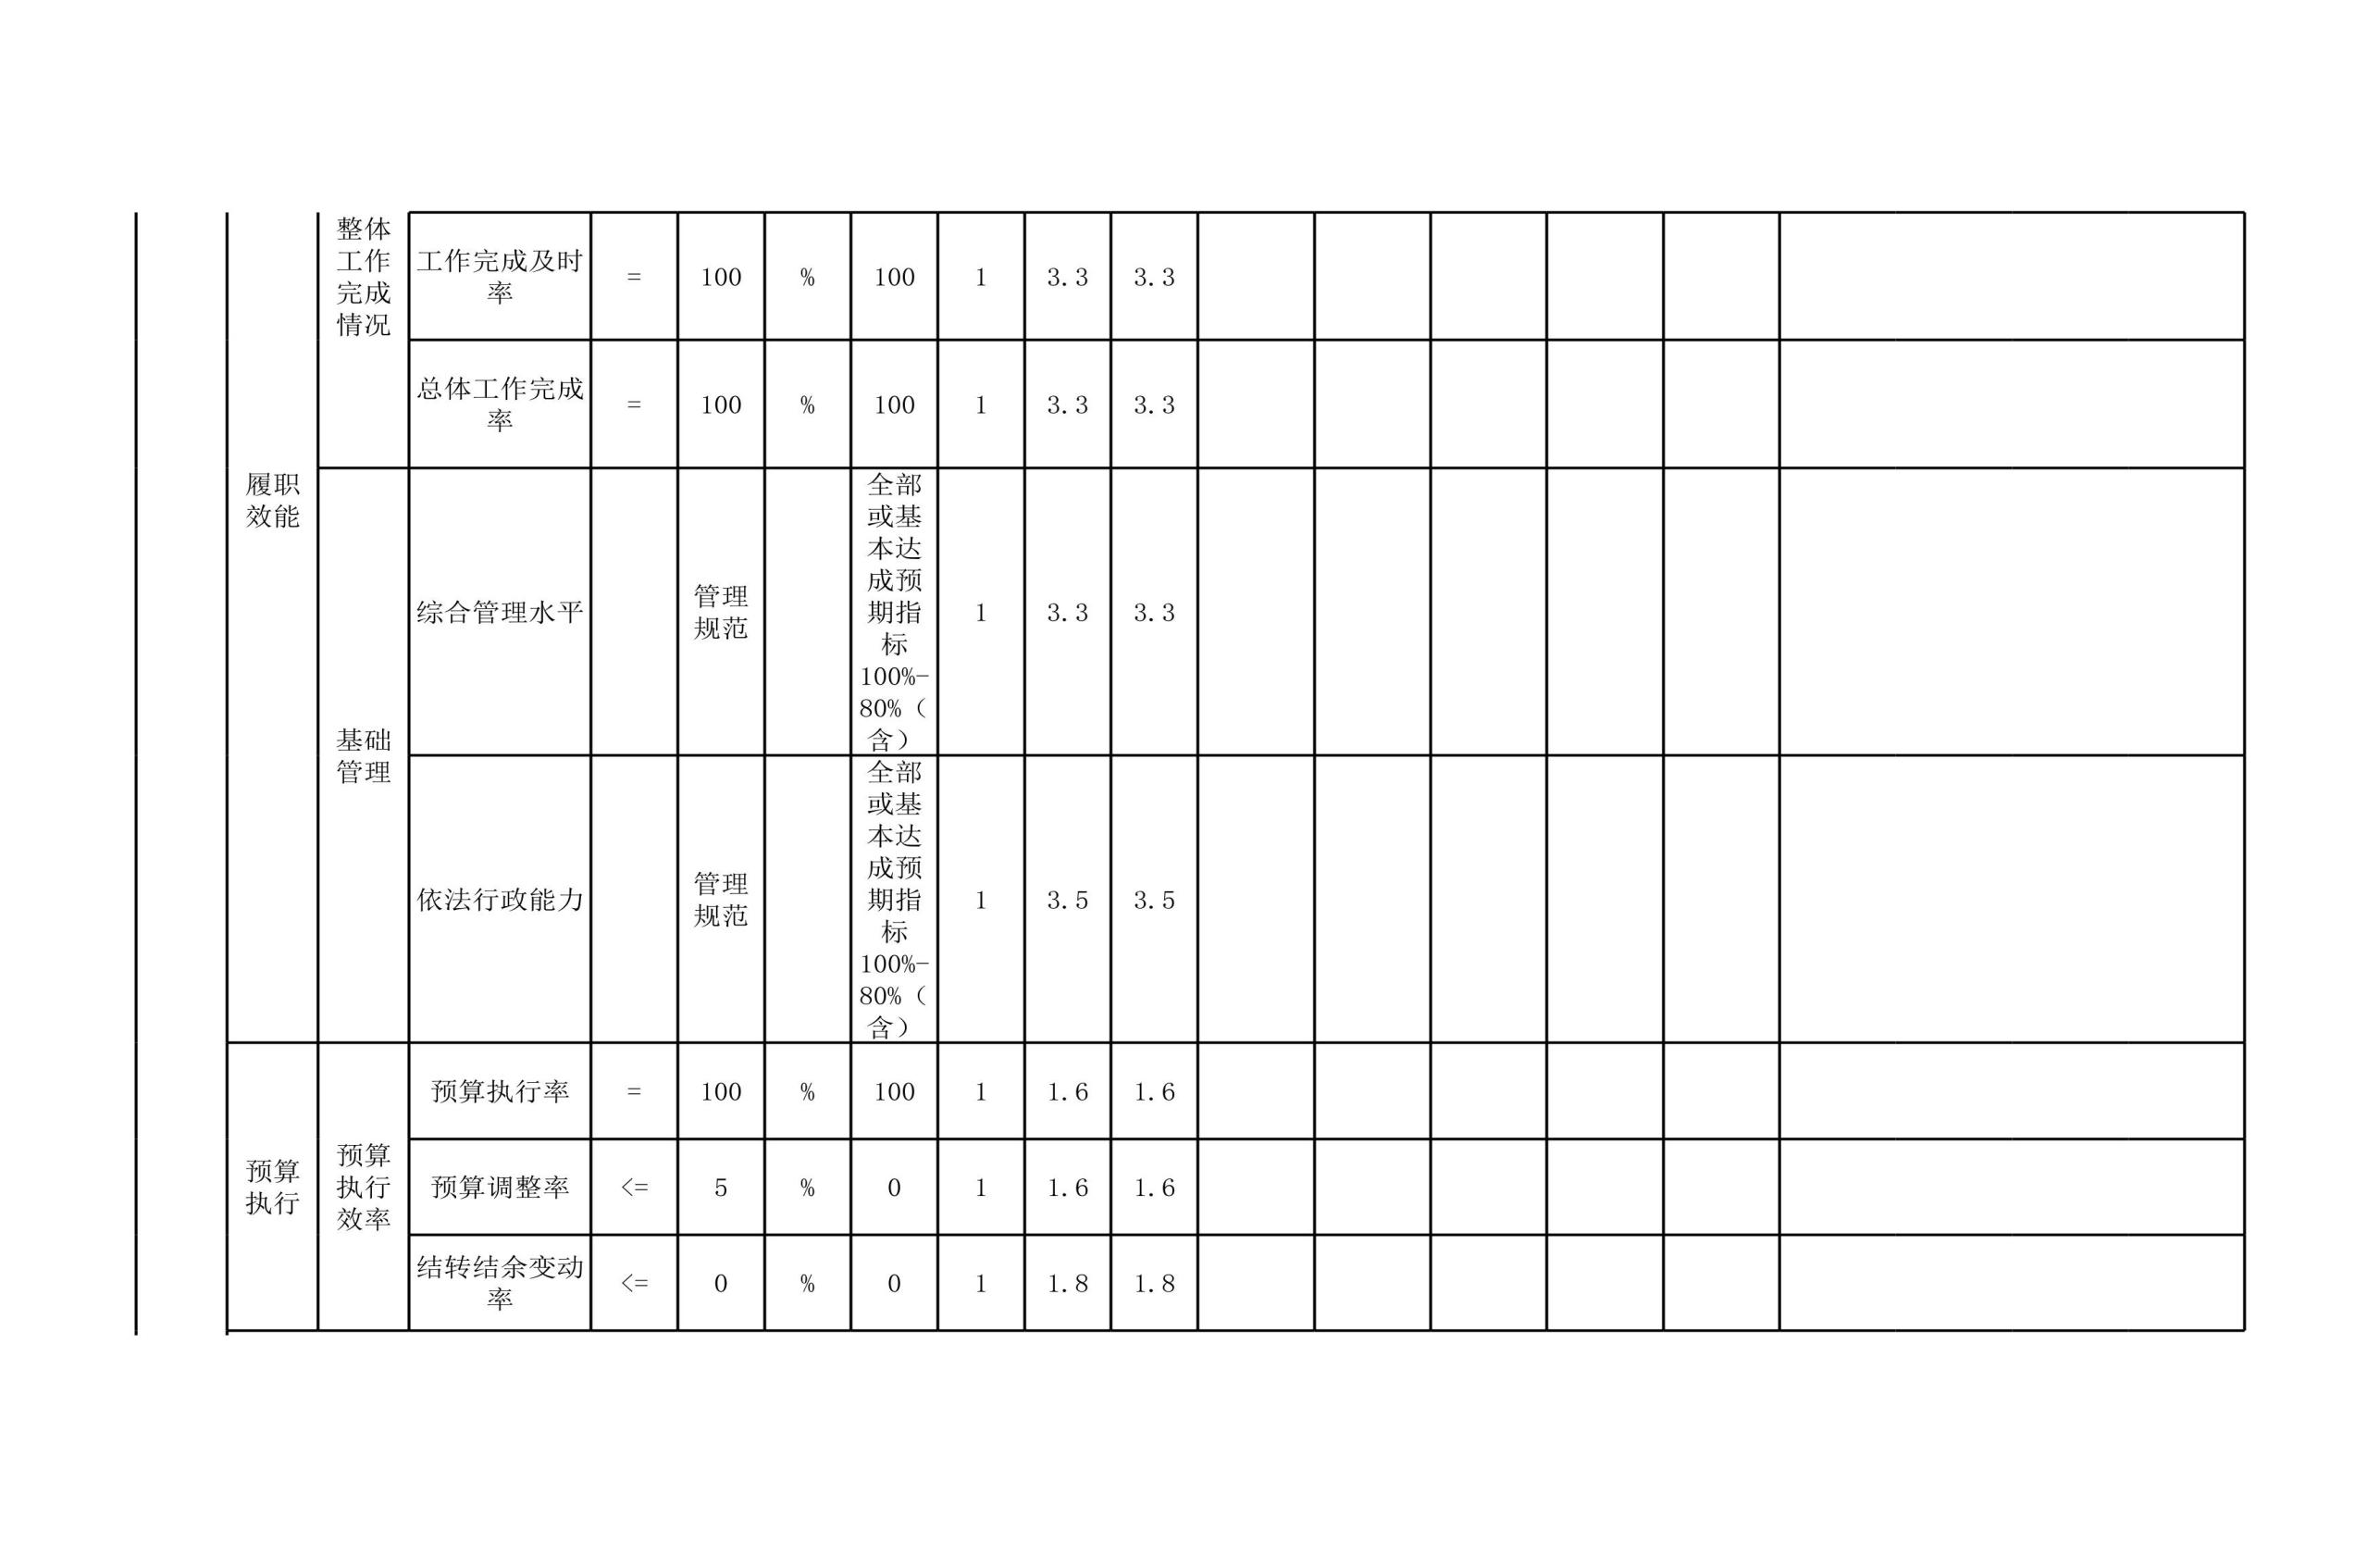 整体
工作
完成
情况
工作完成及时
率
=
100
%
100
1
3.3
3.3
总体工作完成
率
=
100
%
100
1
3.3
3.3
履职
效能
基础
管理
综合管理水平
管理
规范
全部
或基
本达
成预
期指
标
100%-
80%（
含）
1
3.3
3.3
依法行政能力
管理
规范
全部
或基
本达
成预
期指
标
100%-
80%（
含）
1
3.5
3.5
预算
执行
预算
执行
效率
预算执行率
=
100
%
100
1
1.6
1.6
预算调整率
<=
5
%
0
1
1.6
1.6
结转结余变动
率
<=
0
%
0
1
1.8
1.8